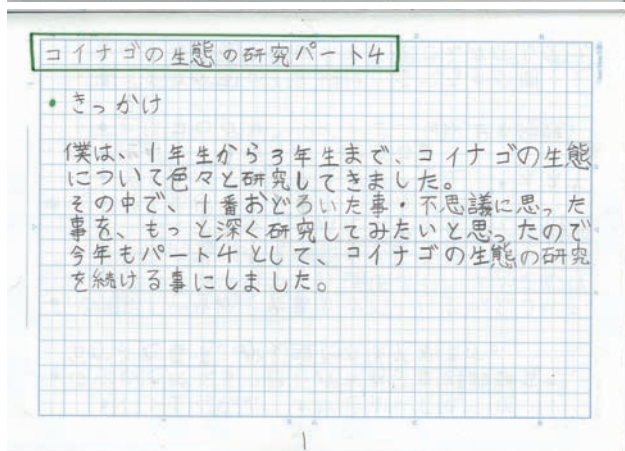 コイナゴの生態の研究パート4
・きっかけ
僕は、1年生から3年生まで、コイナゴの生態
について色々と研究してきました。
その中で、1番おどろいた事・不思議に思った
事を、もっと深く研究してみたいと思ったので
今年もパート4として、コイナゴの生態の研究
を続ける事にしました。
1